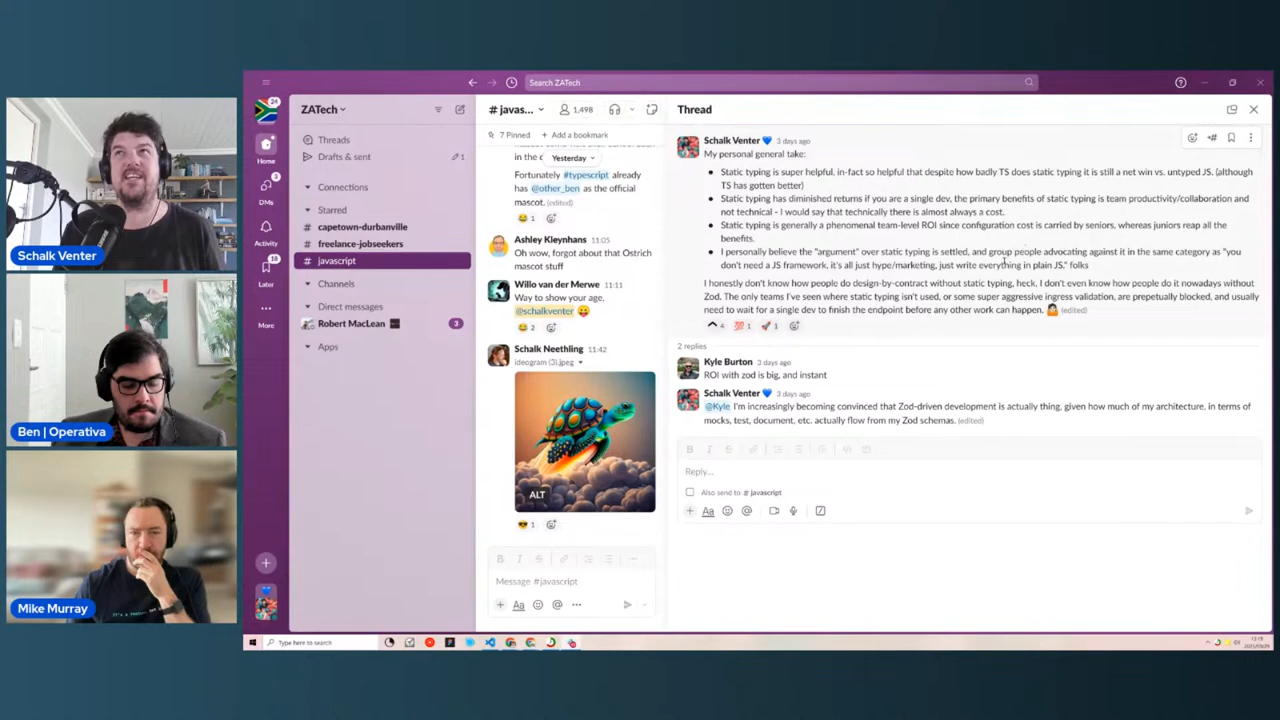 Schalk Venter
Ben | Operativa
Mike Murray
Search ZATech
24
Home
DMs
Activity
18
Later
More
ZATech
Threads
Drafts & sent
1
Connections
Starred
capetown-durbanville
freelance-jobseekers
javascript
Channels
Direct messages
Robert MacLean
3
Apps
# javas...
1,498
7 Pinned
Add a bookmark
Yesterday
in the
Fortunately #typescript already
has @other_ben as the official
mascot. (edited)
1
Ashley Kleynhans 11:05
Oh wow, forgot about that Ostrich
mascot stuff
Willo van der Merwe 11:11
Way to show your age,
@schalkventer
2
Schalk Neethling 11:42
ideogram (3).jpeg
ALT
1
Message #javascript
Thread
Schalk Venter 3 days ago
My personal general take:
• Static typing is super helpful, in-fact so helpful that despite how badly TS does static typing it is still a net win vs. untyped JS. (although
TS has gotten better)
• Static typing has diminished returns if you are a single dev, the primary benefits of static typing is team productivity/collaboration and
not technical - I would say that technically there is almost always a cost.
• Static typing is generally a phenomenal team-level ROI since configuration cost is carried by seniors, whereas juniors reap all the
benefits.
• I personally believe the "argument" over static typing is settled, and group people advocating against it in the same category as "you
don't need a JS framework, it's all just hype/marketing, just write everything in plain JS." folks
I honestly don't know how people do design-by-contract without static typing, heck, I don't even know how people do it nowadays without
Zod. The only teams I've seen where static typing isn't used, or some super aggressive ingress validation, are prepetually blocked, and usually
need to wait for a single dev to finish the endpoint before any other work can happen. (edited)
4
100 1
1
2 replies
Kyle Burton 3 days ago
ROI with zod is big, and instant
Schalk Venter 3 days ago
@Kyle I'm increasingly becoming convinced that Zod-driven development is actually thing, given how much of my architecture, in terms of
mocks, test, document, etc. actually flow from my Zod schemas. (edited)
Reply...
Also send to # javascript
Type here to search